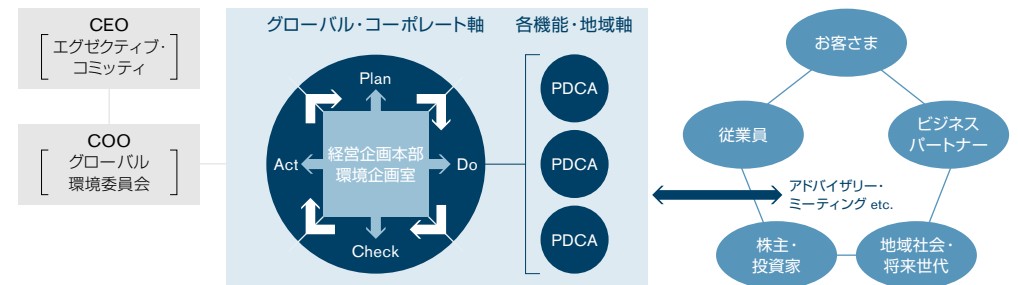 CEO
エグゼクティブ・
コミッティ
COO
グローバル
環境委員会
グローバル・コーポレート軸
Plan
Act
経営企画本部
環境企画室
Do
Check
各機能・地域軸
PDCA
PDCA
PDCA
アドバイザリー・
ミーティング etc.
お客さま
従業員
ビジネス
パートナー
株主・
投資家
地域社会・
将来世代